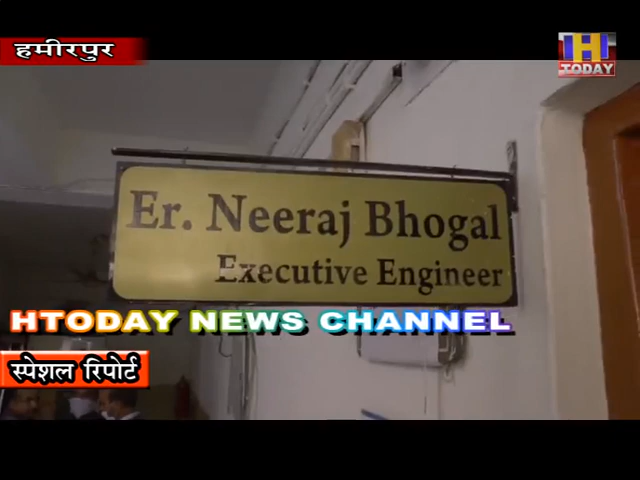 हमीरपुर
H
TODAY
Er. Neeraj Bhogal
Executive Engineer
HTODAY NEWS CHANNEL
स्पेशल रिपोर्ट